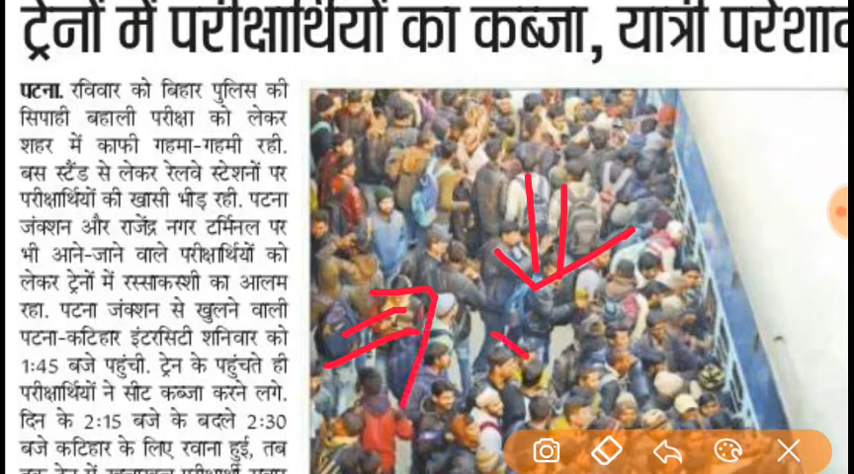 ट्रेनों में परीक्षार्थियों का कब्जा, यात्री परेशान
पटना. रविवार को बिहार पुलिस की
सिपाही बहाली परीक्षा को लेकर
शहर में काफी गहमा-गहमी रही.
बस स्टैंड से लेकर रेलवे स्टेशनों पर
परीक्षार्थियों की खासी भीड़ रही. पटना
जंक्शन और राजेंद्र नगर टर्मिनल पर
भी आने-जाने वाले परीक्षार्थियों को
लेकर ट्रेनों में रस्साकस्शी का आलम
रहा. पटना जंक्शन से खुलने वाली
पटना-कटिहार इंटरसिटी शनिवार को
1:45 बजे पहुंची. ट्रेन के पहुंचते ही
परीक्षार्थियों ने सीट कब्जा करने लगे.
दिन के 2:15 बजे के बदले 2:30
बजे कटिहार के लिए रवाना हुई, तब